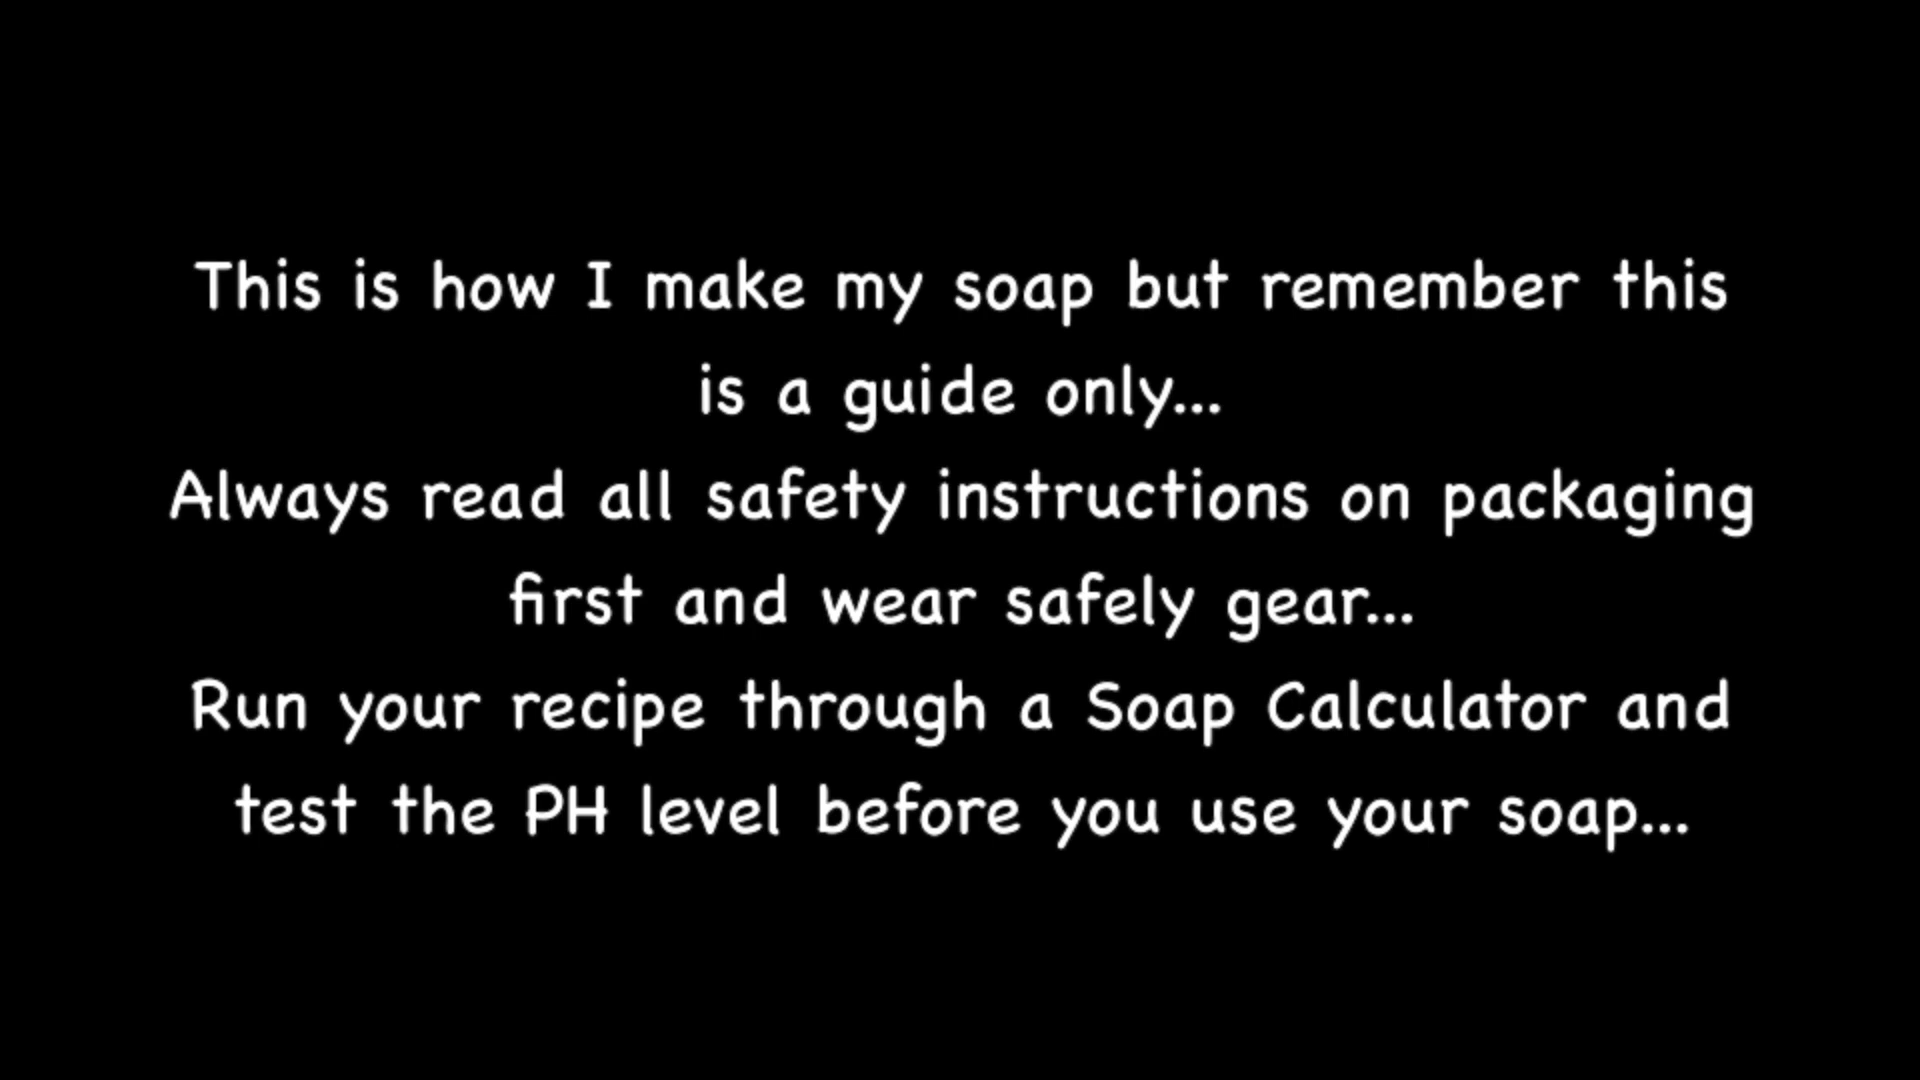 This is how I make my soap but remember this
is a guide only...
Always read all safety instructions on packaging
first and wear safely gear...
Run your recipe through a Soap Calculator and
test the PH level before you use your soap...